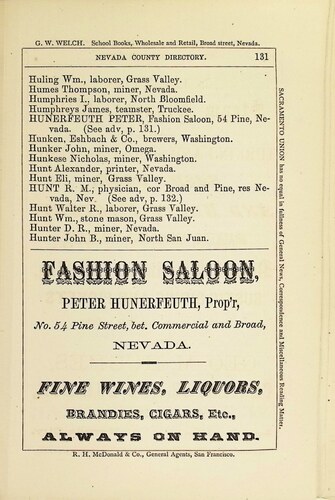 G. W. WELCH. School Books, Wholesale and Retail, Broad street, Nevada.
NEVADA COUNTY DIRECTORY. 131
Huling Wm., laborer, Grass Valley.
Humes Thompson, miner, Nevada.
Humphries I., laborer, North Bloomfield.
Humphreys James, teamster, Truckee.
HUNERFEUTH PETER, Fashion Saloon, 54 Pine, Ne-
vada. (See adv, p. 131.)
Hunken, Eshbach & Co., brewers, Washington.
Hunker John, miner, Omega.
Hunkese Nicholas, miner, Washington.
Hunt Alexander, printer, Nevada.
Hunt Eli, miner, Grass Valley.
HUNT R. M., physician, cor Broad and Pine, res Ne-
vada, Nev. (See adv, p. 132.)
Hunt Walter R., laborer, Grass Valley.
Hunt Wm., stone mason, Grass Valley.
Hunter D. R., miner, Nevada.
Hunter John B., miner, North San Juan.
FASHION SALOON,
PETER HUNERFEUTH, Prop'r,
No. 54 Pine Street, bet. Commercial and Broad,
NEVADA.
FINE WINES, LIQUORS,
BRANDIES, CIGARS, Etc.,
ALWAYS ON HAND.
R. H. McDonald & Co., General Agents, San Francisco.
SACRAMENTO UNION has no equal in fullness of General News, Correspondence and Miscellaneous Reading Matter.